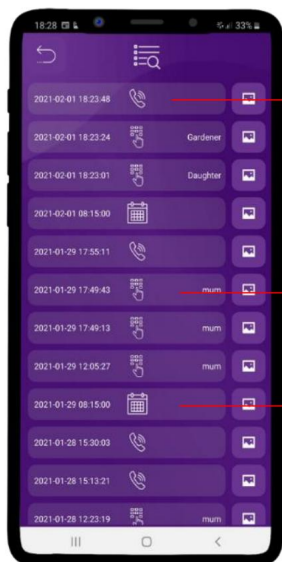 18:28 33%
2021-02-01 18:23:48
2021-02-01 18:23:24 Gardener
2021-02-01 18:23:01 Daughter
2021-02-01 08:15:00
2021-01-29 17:55:11
2021-01-29 17:49:43 mum
2021-01-29 17:49:13 mum
2021-01-29 12:05:27 mum
2021-01-29 08:15:00
2021-01-28 15:30:03
2021-01-28 15:13:21
2021-01-28 12:23:19 mum